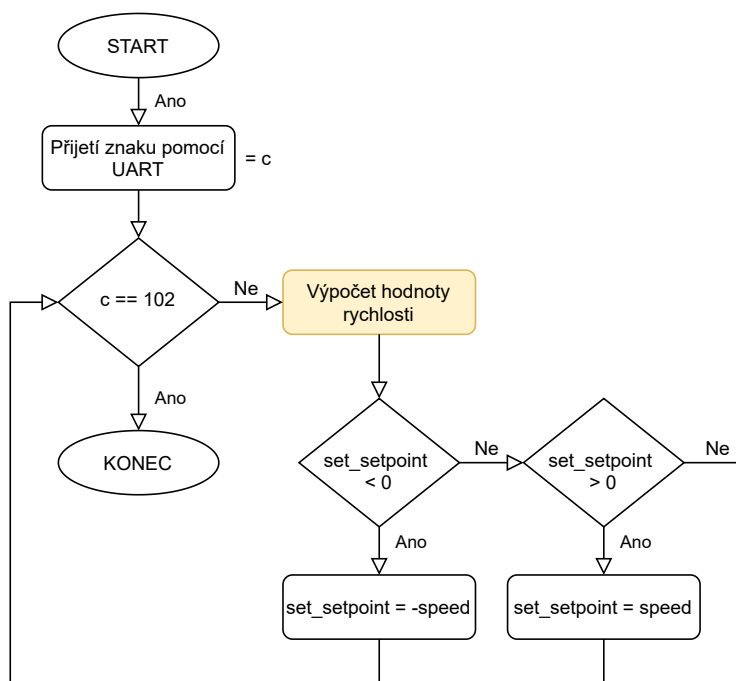 START
Ano
Přijetí znaku pomocí
UART
= c
c == 102
Ne
Výpočet hodnoty
rychlosti
Ano
KONEC
set_setpoint
< 0
Ne
set_setpoint
> 0
Ne
Ano
Ano
set_setpoint = -speed
set_setpoint = speed